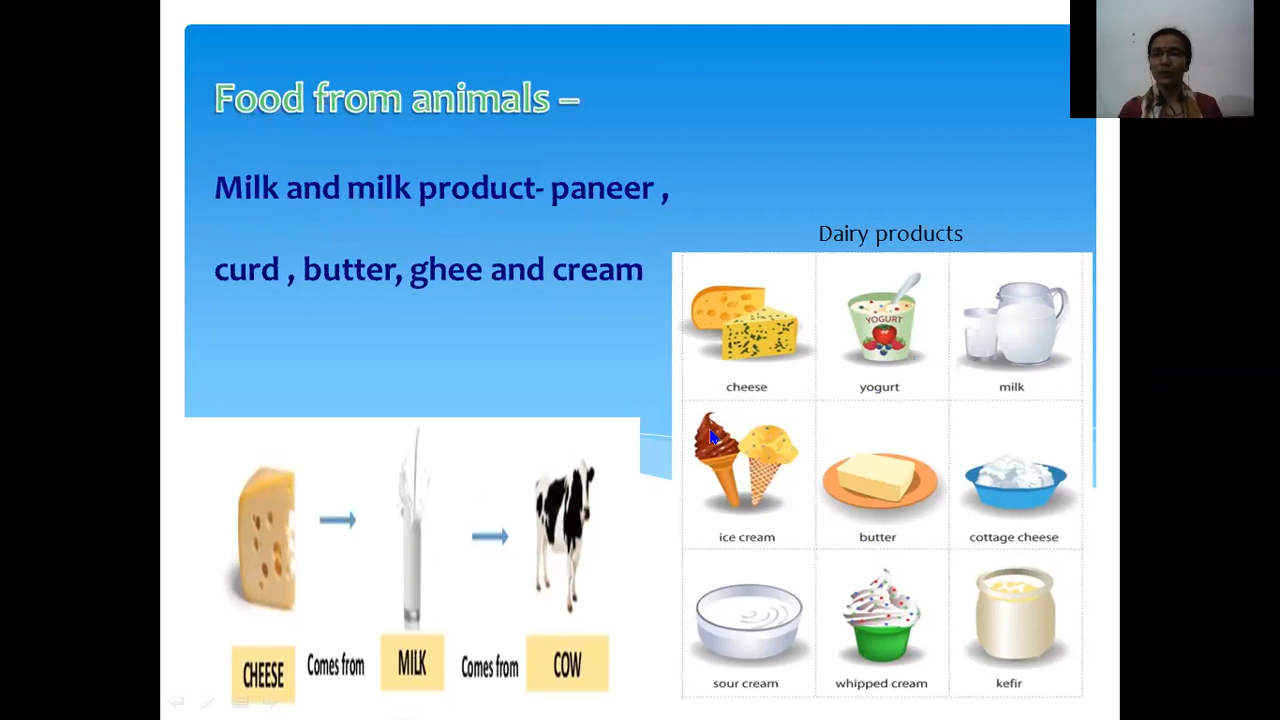 Food from animals –
Milk and milk product- paneer ,
curd , butter, ghee and cream
Dairy products
YOGURT
cheese yogurt milk
ice cream butter cottage cheese
sour cream whipped cream kefir
CHEESE Comes from MILK Comes from COW